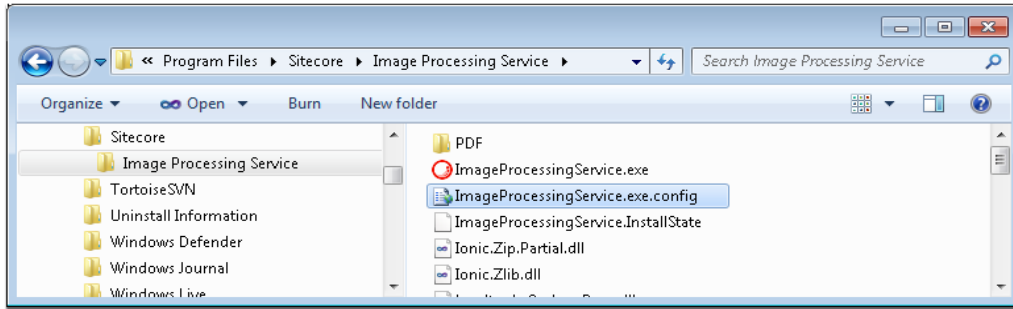 « Program Files ▸ Sitecore ▸ Image Processing Service ▸
Search Image Processing Service
Organize Open Burn New folder
Sitecore
Image Processing Service
TortoiseSVN
Uninstall Information
Windows Defender
Windows Journal
Windows Live
PDF
ImageProcessingService.exe
ImageProcessingService.exe.config
ImageProcessingService.InstallState
Ionic.Zip.Partial.dll
Ionic.Zlib.dll